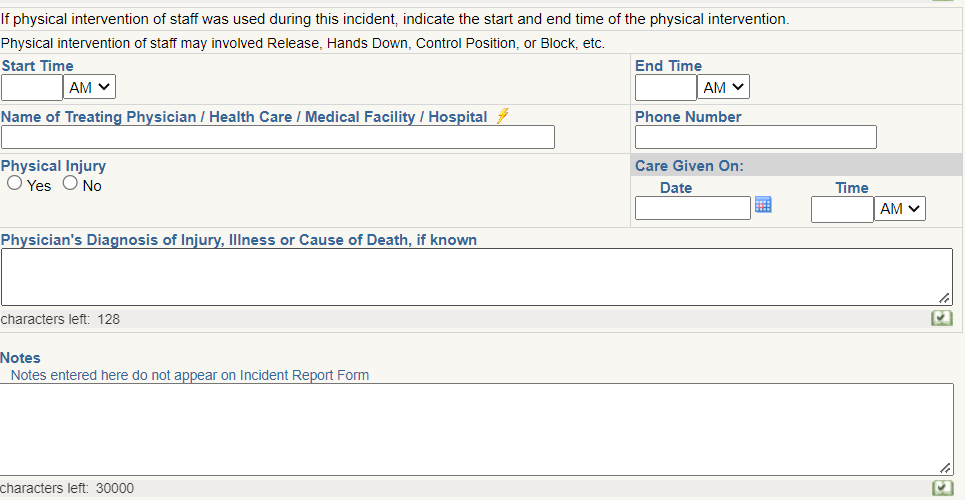 If physical intervention of staff was used during this incident, indicate the start and end time of the physical intervention.
Physical intervention of staff may involved Release, Hands Down, Control Position, or Block, etc.
Start Time
End Time
AM
AM
Name of Treating Physician / Health Care / Medical Facility / Hospital
Phone Number
Physical Injury
Care Given On:
Yes No
Date
Time
AM
Physician's Diagnosis of Injury, Illness or Cause of Death, if known
characters left: 128
Notes
Notes entered here do not appear on Incident Report Form
characters left: 30000